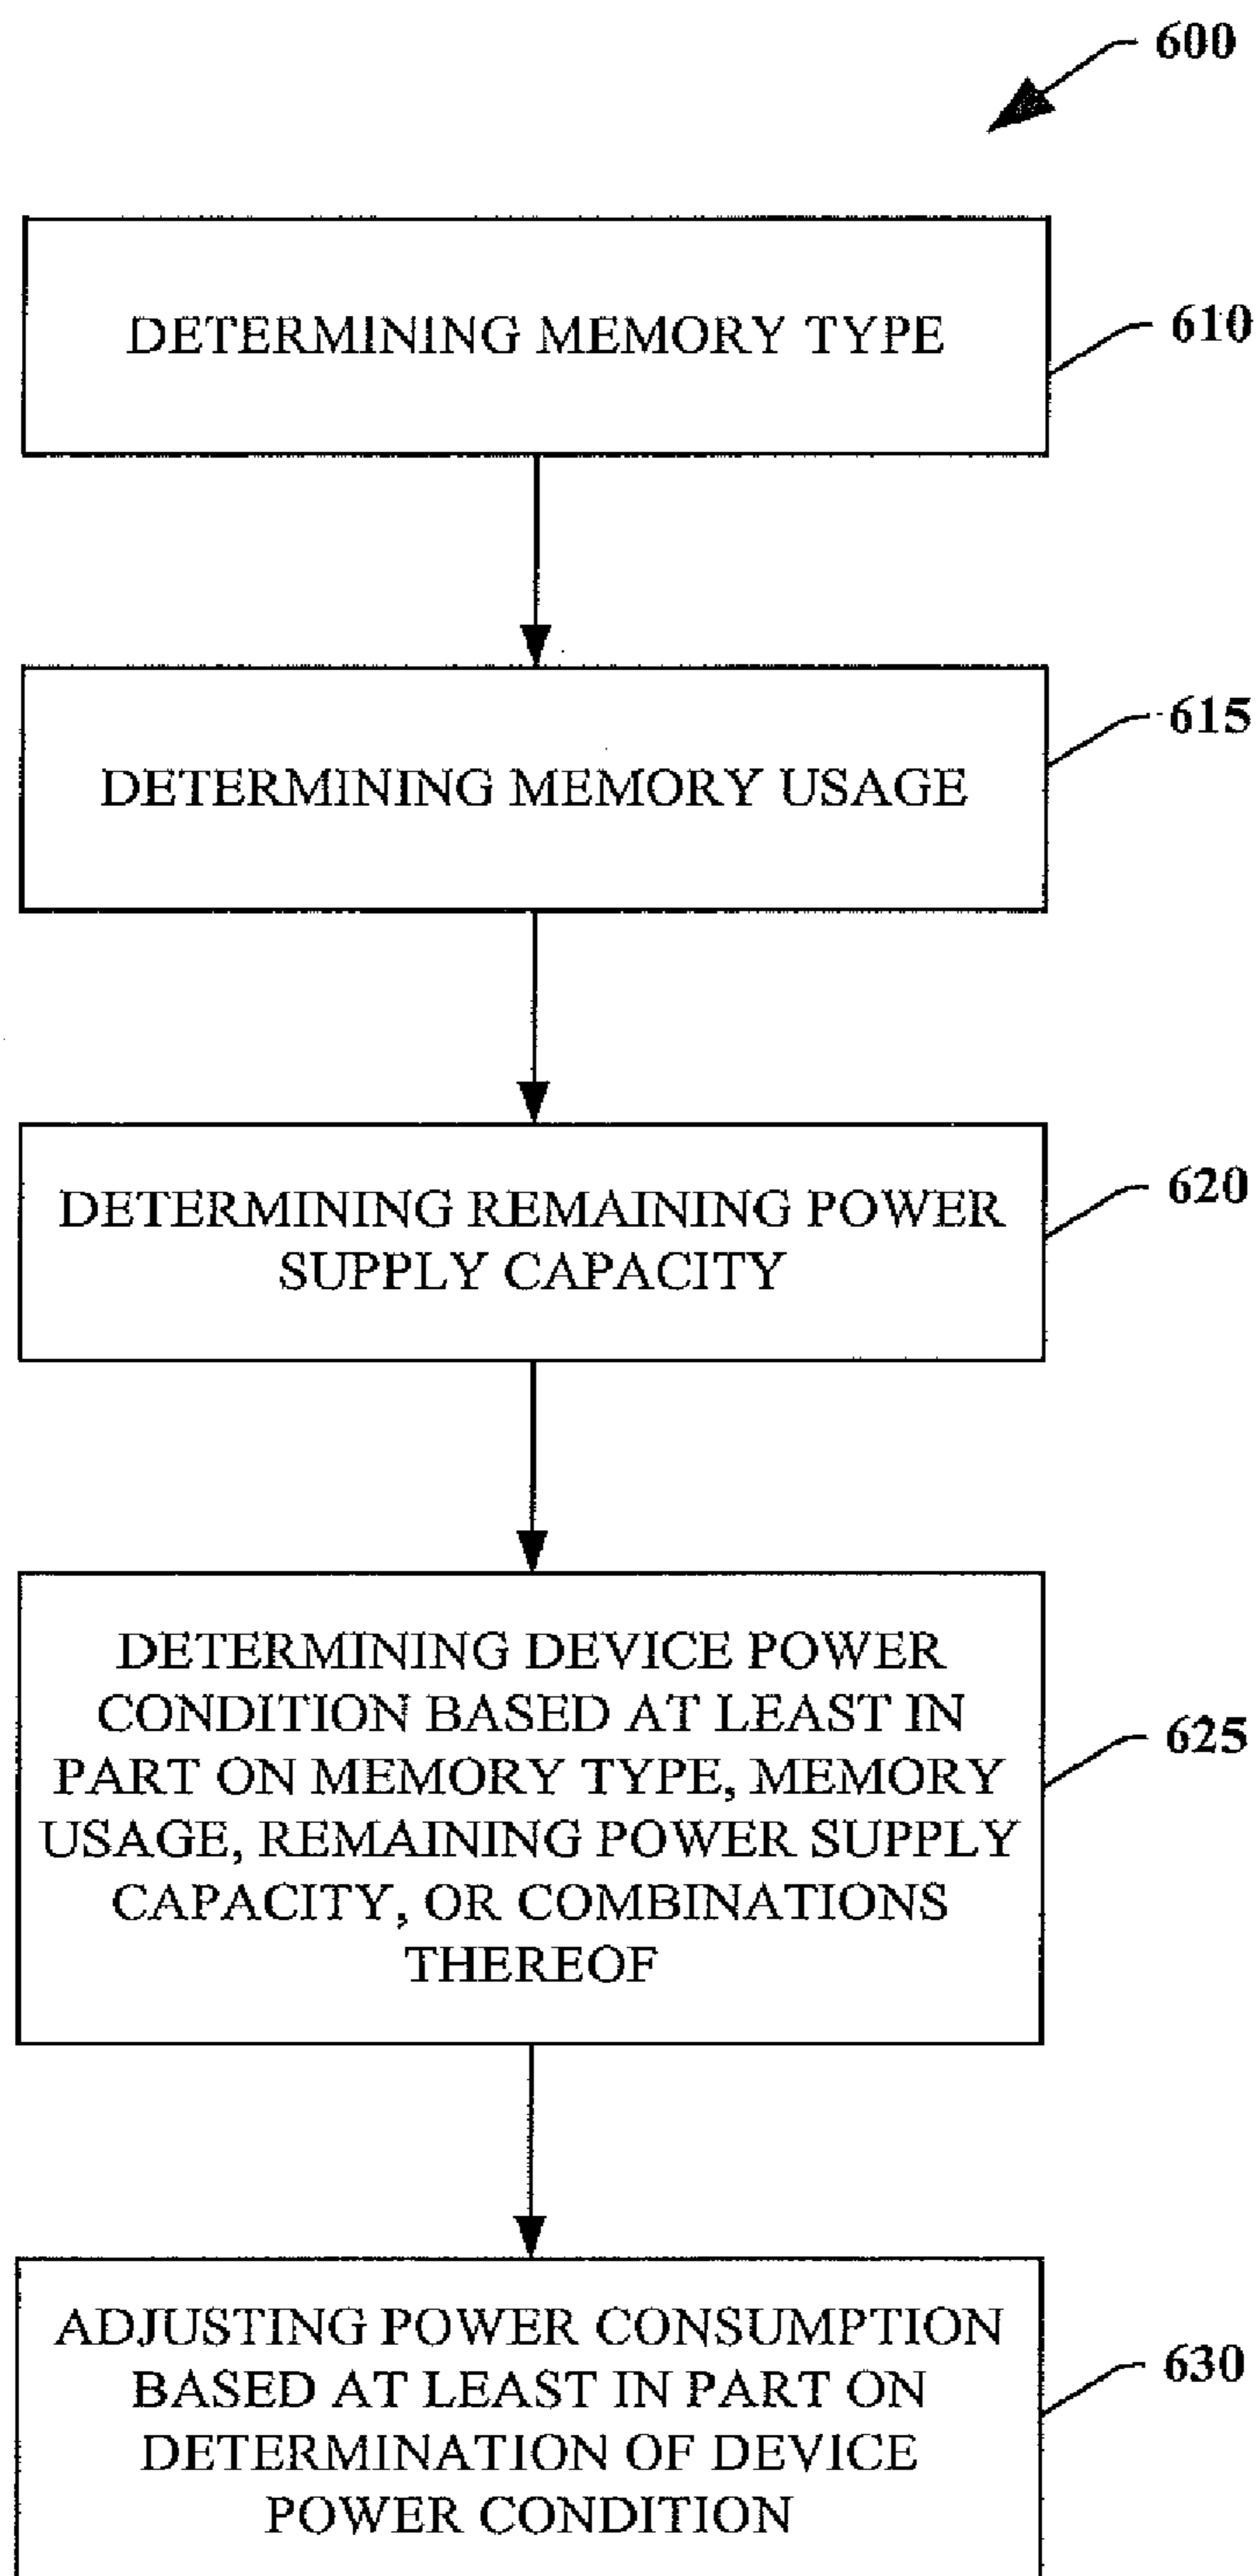 600
DETERMINING MEMORY TYPE
610
DETERMINING MEMORY USAGE
615
DETERMINING REMAINING POWER
SUPPLY CAPACITY
620
DETERMINING DEVICE POWER
CONDITION BASED AT LEAST IN
PART ON MEMORY TYPE, MEMORY
USAGE, REMAINING POWER SUPPLY
CAPACITY, OR COMBINATIONS
THEREOF
625
ADJUSTING POWER CONSUMPTION
BASED AT LEAST IN PART ON
DETERMINATION OF DEVICE
POWER CONDITION
630